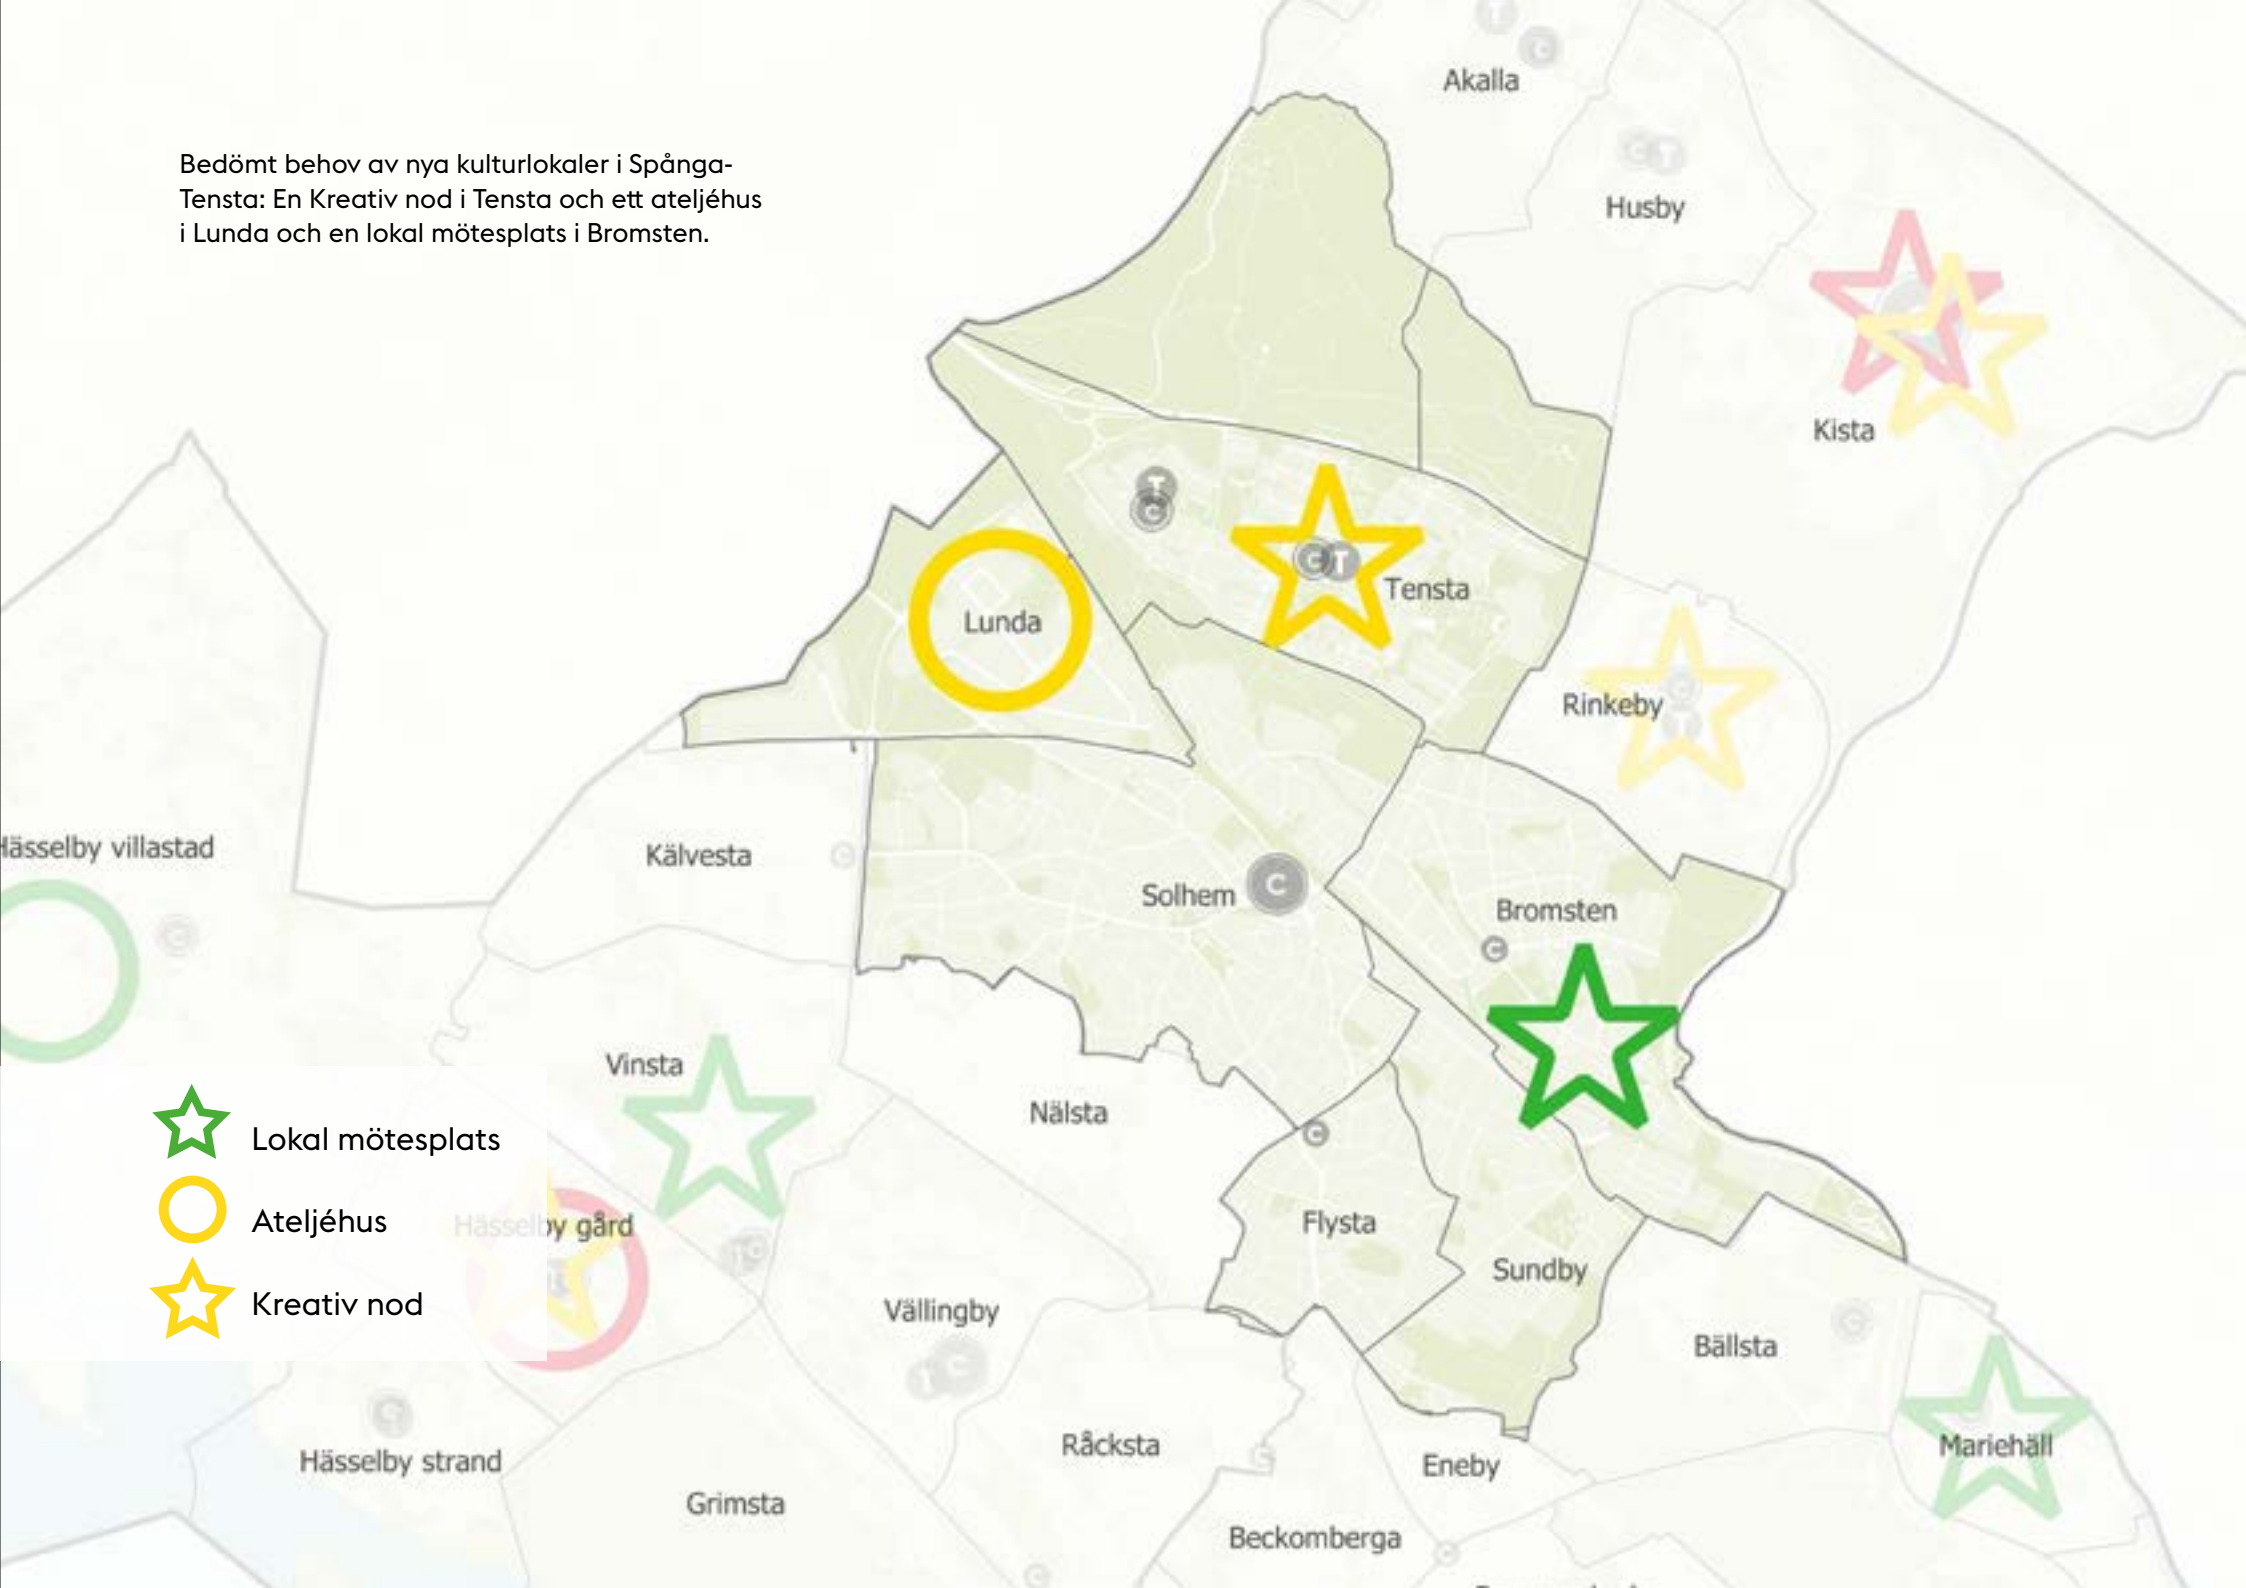 Bedömt behov av nya kulturlokaler i Spånga-
Tensta: En Kreativ nod i Tensta och ett ateljéhus
i Lunda och en lokal mötesplats i Bromsten.
T
C
Akalla
C T
Husby
Kista
T
C
C T
Tensta
Lunda
Rinkeby
C
T
Hässelby villastad
C
Kälvesta
C
Solhem
C
Bromsten
C
Vinsta
Nälsta
C
Lokal mötesplats
Ateljéhus
Kreativ nod
Hässelby gård
T C
Flysta
Sundby
Vällingby
T C
Bällsta
C
C
Hässelby strand
Råcksta
C
Eneby
Mariehäll
Grimsta
Beckomberga
C
C